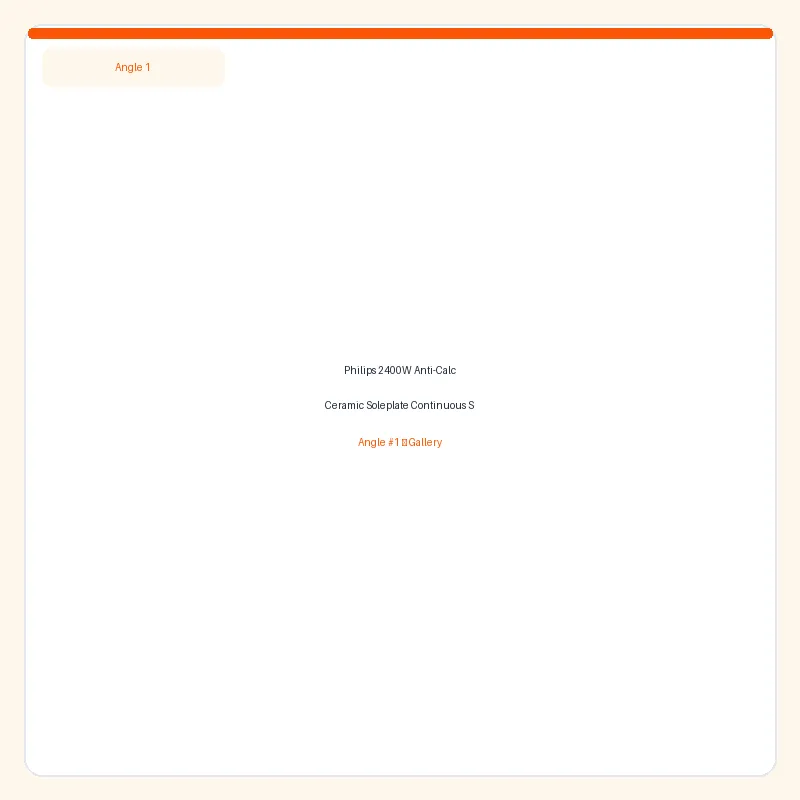 Angle 1
Philips 2400W Anti-Calc
Ceramic Soleplate Continuous S
Angle #1 ▯ Gallery